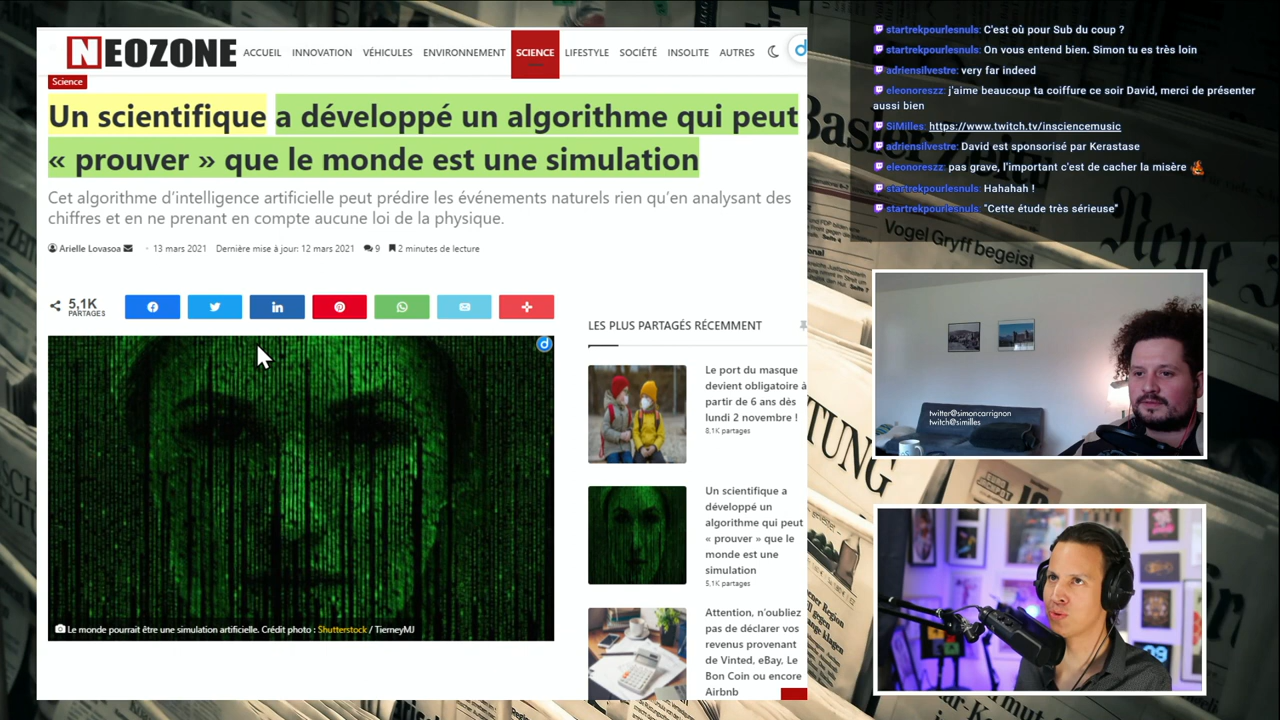 NEOZONE
ACCUEIL INNOVATION VÉHICULES ENVIRONNEMENT SCIENCE LIFESTYLE SOCIÉTÉ INSOLITE AUTRES
Science
Un scientifique a développé un algorithme qui peut
« prouver » que le monde est une simulation
Cet algorithme d’intelligence artificielle peut prédire les événements naturels rien qu’en analysant des
chiffres et en ne prenant en compte aucune loi de la physique.
Arielle Lovasoa - 13 mars 2021 Dernière mise à jour: 12 mars 2021 9 2 minutes de lecture
5,1K
PARTAGES
Le monde pourrait être une simulation artificielle. Crédit photo : Shutterstock / TierneyMJ
LES PLUS PARTAGÉS RÉCEMMENT
Le port du masque
devient obligatoire à
partir de 6 ans dès
lundi 2 novembre !
8,1K partages
Un scientifique a
développé un
algorithme qui peut
« prouver » que le
monde est une
simulation
5,1K partages
Attention, n’oubliez
pas de déclarer vos
revenus provenant
de Vinted, eBay, Le
Bon Coin ou encore
Airbnb
startrekpourlesnuls: C'est où pour Sub du coup ?
startrekpourlesnuls: On vous entend bien. Simon tu es très loin
adriensilvestre: very far indeed
eleonoreszz: j'aime beaucoup ta coiffure ce soir David, merci de présenter
aussi bien
SiMilles: https://www.twitch.tv/insciencemusic
adriensilvestre: David est sponsorisé par Kerastase
eleonoreszz: pas grave, l'important c'est de cacher la misère
startrekpourlesnuls: Hahahah !
startrekpourlesnuls: "Cette étude très sérieuse"
Basler Zeitu
Vogel Gryff begeist
Neue
TUNG
twitter@simoncarrignon
twitch@similles